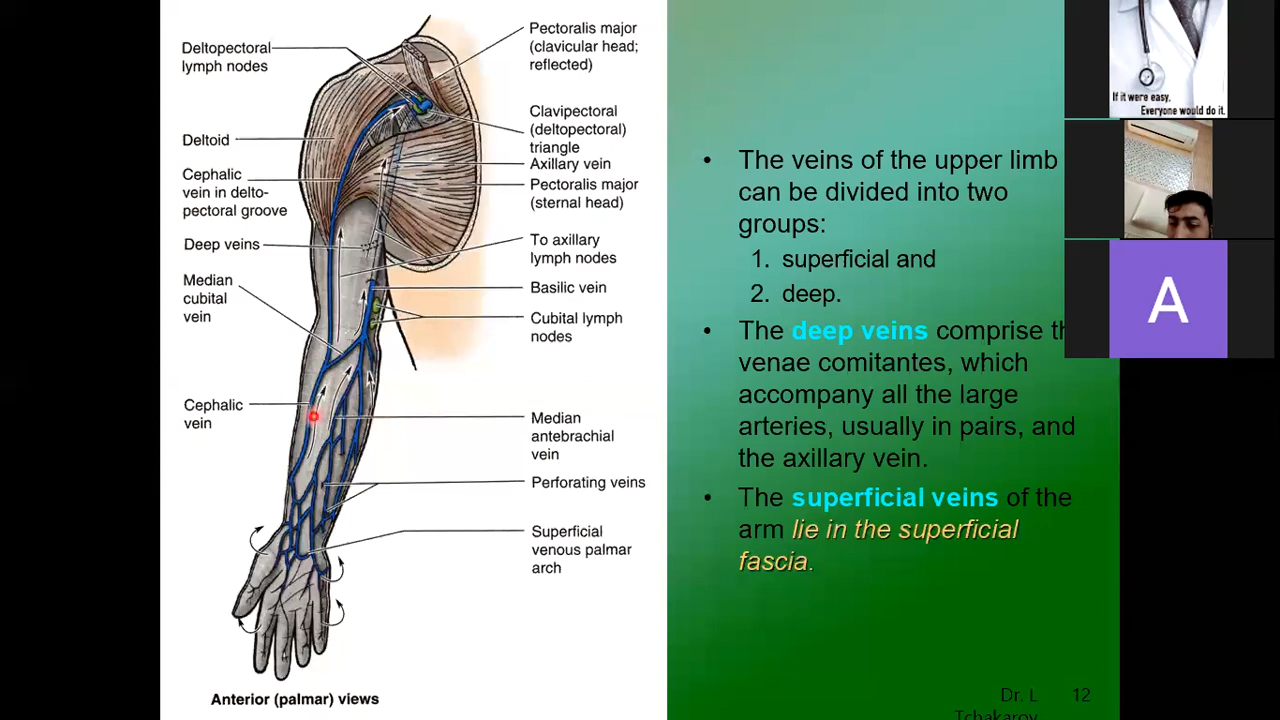 Deltopectoral
lymph nodes
Deltoid
Cephalic
vein in delto-
pectoral groove
Deep veins
Median
cubital
vein
Cephalic
vein
Pectoralis major
(clavicular head;
reflected)
Clavipectoral
(deltopectoral)
triangle
Axillary vein
Pectoralis major
(sternal head)
To axillary
lymph nodes
Basilic vein
Cubital lymph
nodes
Median
antebrachial
vein
Perforating veins
Superficial
venous palmar
arch
Anterior (palmar) views
• The veins of the upper limb
can be divided into two
groups:
1. superficial and
2. deep.
• The deep veins comprise th
venae comitantes, which
accompany all the large
arteries, usually in pairs, and
the axillary vein.
• The superficial veins of the
arm lie in the superficial
fascia.
Dr. L
Tchakarov
12
If it were easy,
Everyone would do it.
A